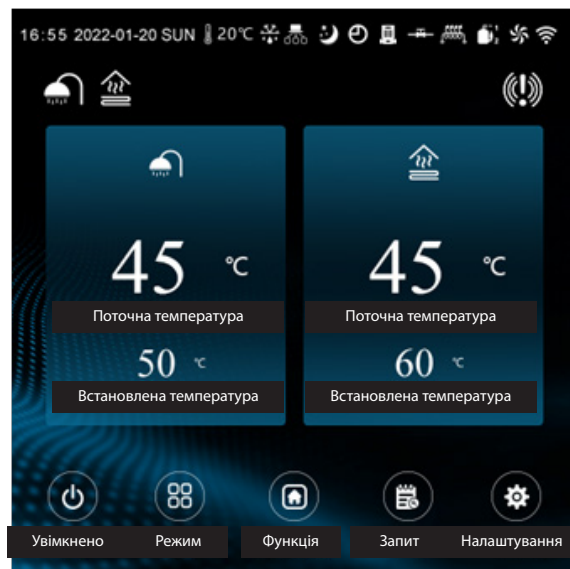 16:55 2022-01-20 SUN 20℃
45 ℃ 45 ℃
Поточна температура Поточна температура
50 ℃ 60 ℃
Встановлена температура Встановлена температура
Увімкнено Режим Функція Запит Налаштування